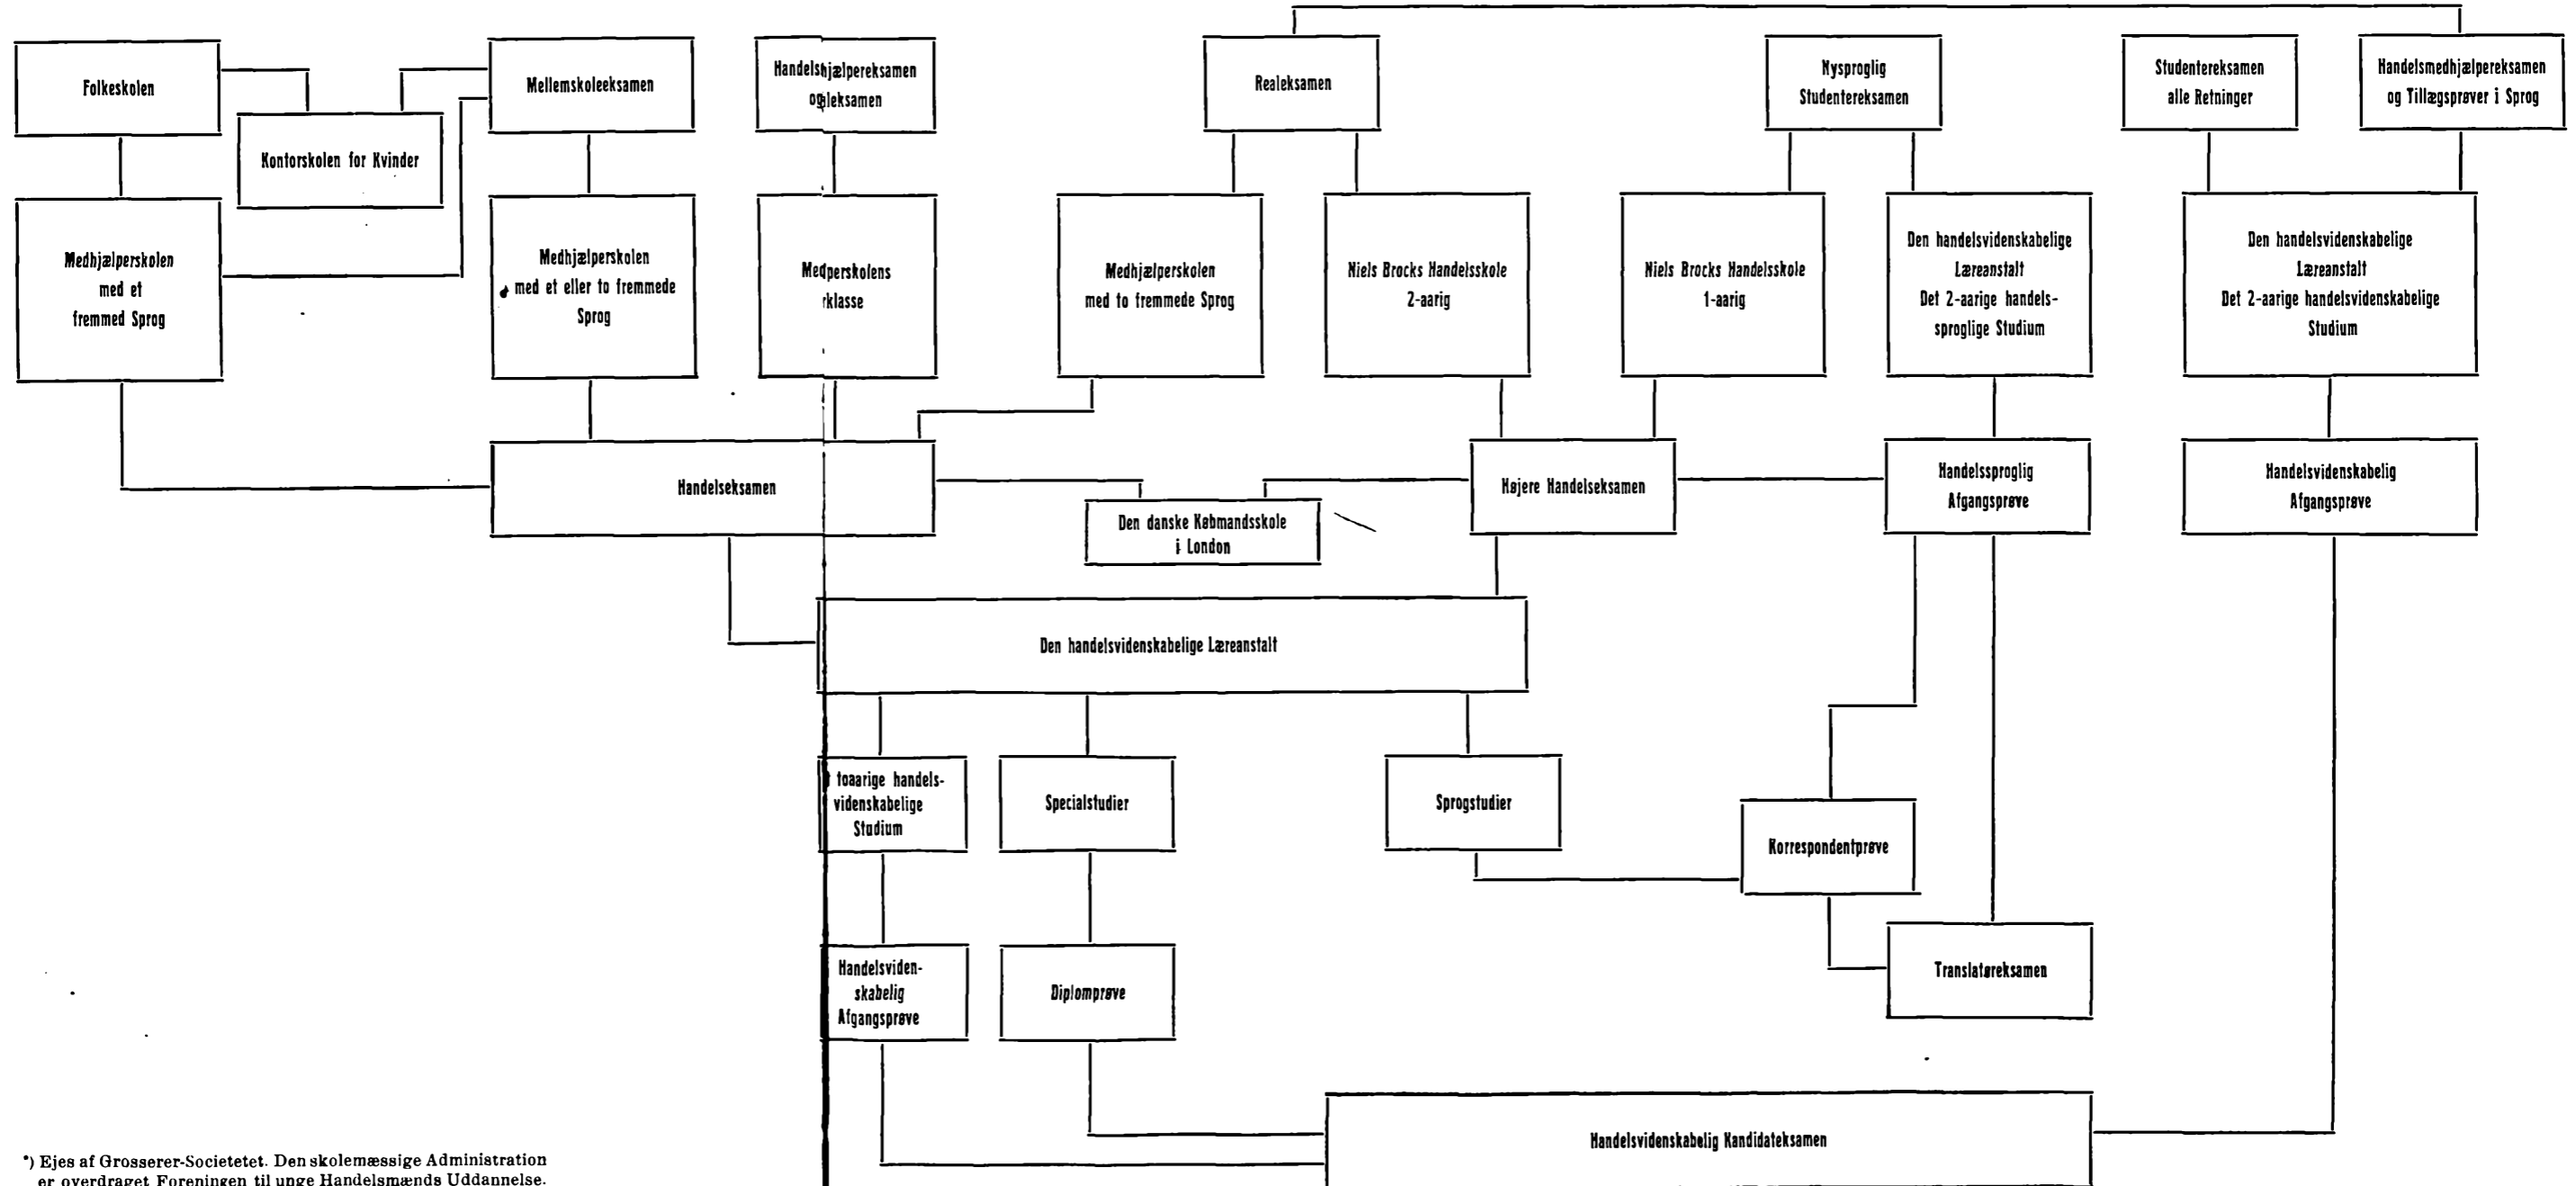 Folkeskolen
Kontorskolen for Kvinder
Mellemskoleeksamen
Handelshjælpereksamen
Realeksamen
Nysproglig
Studentereksamen
Studentereksamen
alle Retninger
Handelsmedhjælpereksamen
og Tillægsprøver i Sprog
Medhjælperskolen
med et
fremmed Sprog
Medhjælperskolen
med et eller to fremmede
Sprog
Medperskolens
klasse
Medhjælperskolen
med to fremmede Sprog
Niels Brocks Handelsskole
2-aarig
Niels Brocks Handelsskole
1-aarig
Den handelsvidenskabelige
Læreanstalt
Det 2-aarige handels-
sproglige Studium
Den handelsvidenskabelige
Læreanstalt
Det 2-aarige handelsvidenskabelige
Studium
Handelseksamen
Den danske Købmandsskole
i London
Højere Handelseksamen
Handelssproglig
Afgangsprøve
Handelsvidenskabelig
Afgangsprøve
Den handelsvidenskabelige Læreanstalt
toaarige handels-
videnskabelige
Studium
Specialstudier
Sprogstudier
Korrespondentprøve
Handelsviden-
skabelig
Afgangsprøve
Diplomprøve
Translatøreksamen
Handelsvidenskabelig Kandidateksamen
*) Ejes af Grosserer-Societetet. Den skolemæssige Administration
er overdraget Foreningen til unge Handelsmænds Uddannelse.